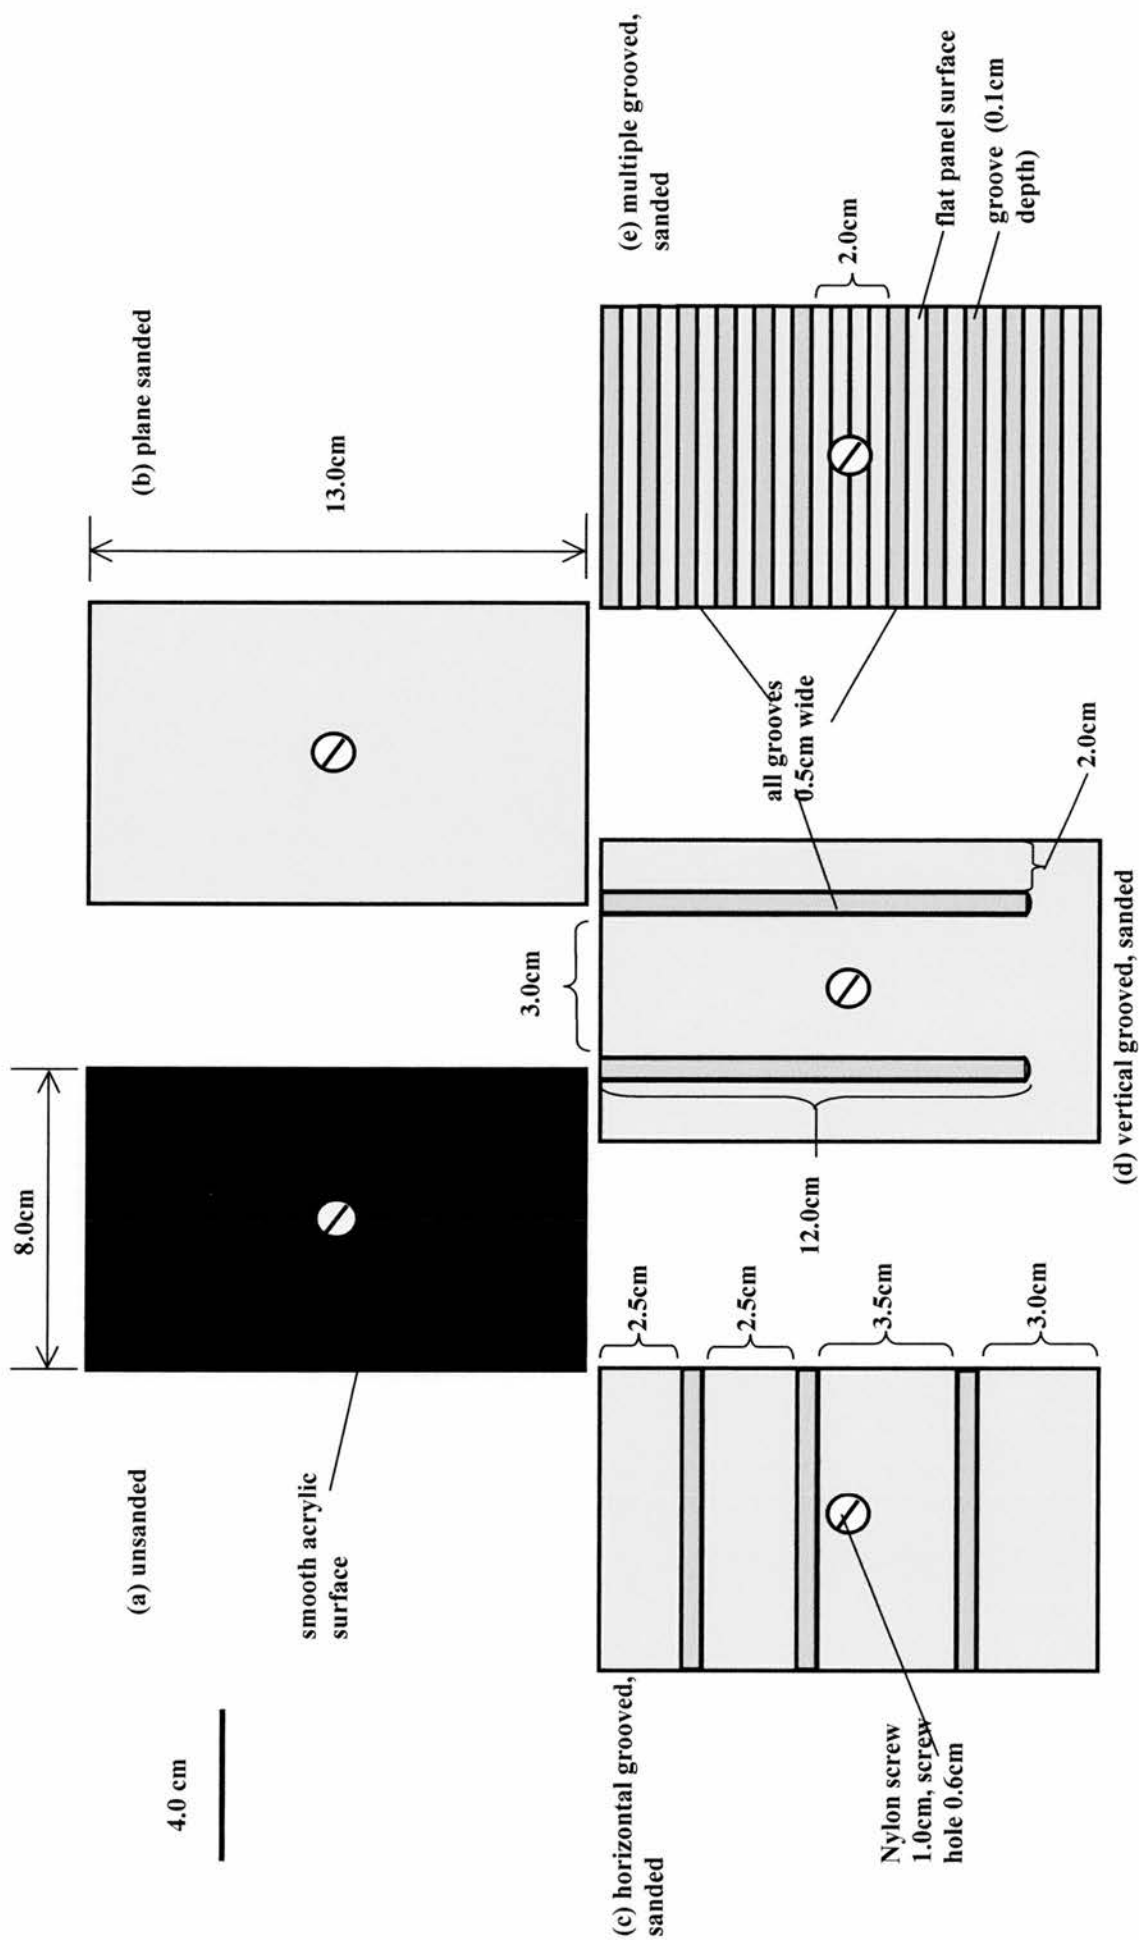 4.0 cm
(a) unsanded
8.0cm
smooth acrylic
surface
(b) plane sanded
13.0cm
(c) horizontal grooved,
sanded
2.5cm
2.5cm
3.5cm
3.0cm
Nylon screw
1.0cm, screw
hole 0.6cm
3.0cm
12.0cm
2.0cm
(d) vertical grooved, sanded
all grooves
0.5cm wide
(e) multiple grooved,
sanded
2.0cm
flat panel surface
groove (0.1cm
depth)